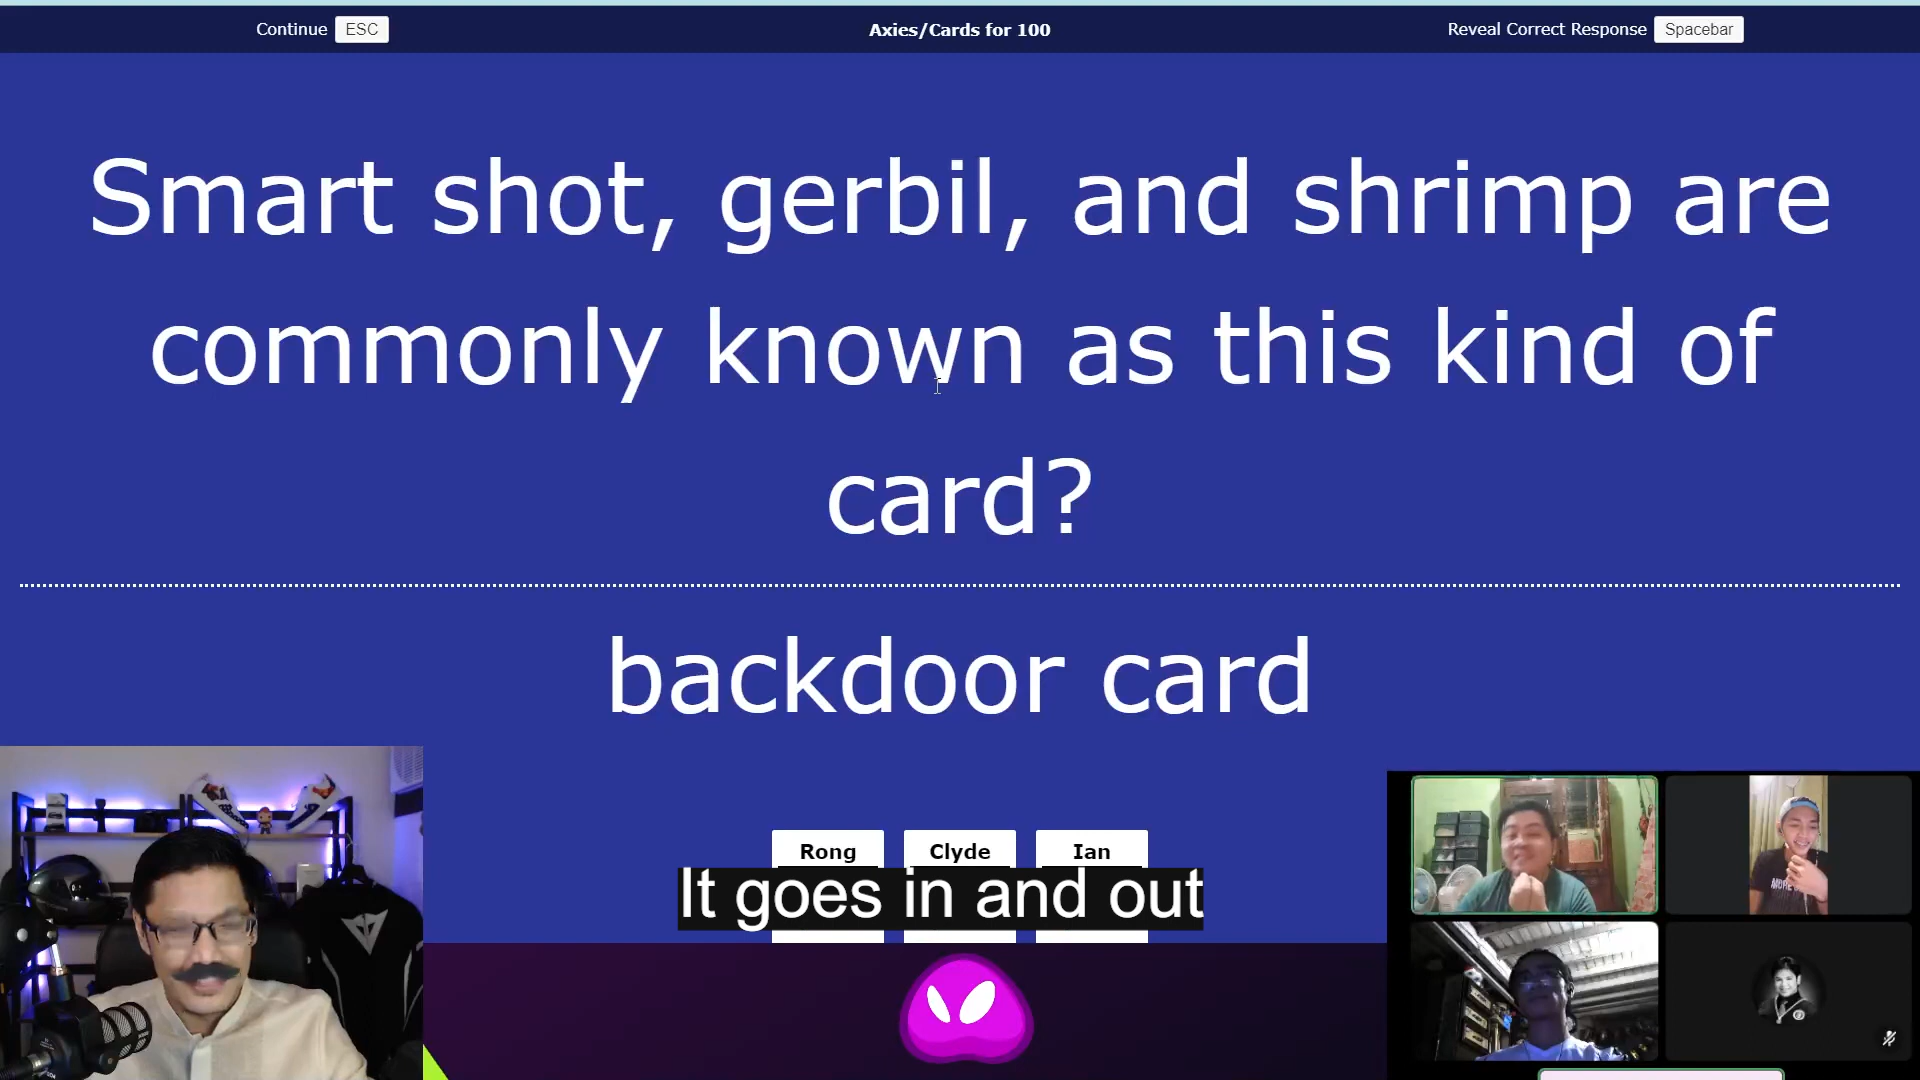 Continue ESC
Axies/Cards for 100
Reveal Correct Response Spacebar
Smart shot, gerbil, and shrimp are
commonly known as this kind of
card?
backdoor card
Rong Clyde Ian
It goes in and out